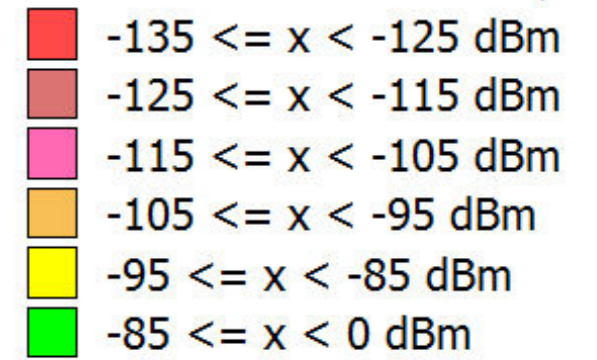 -135 <= x < -125 dBm
-125 <= x < -115 dBm
-115 <= x < -105 dBm
-105 <= x < -95 dBm
-95 <= x < -85 dBm
-85 <= x < 0 dBm